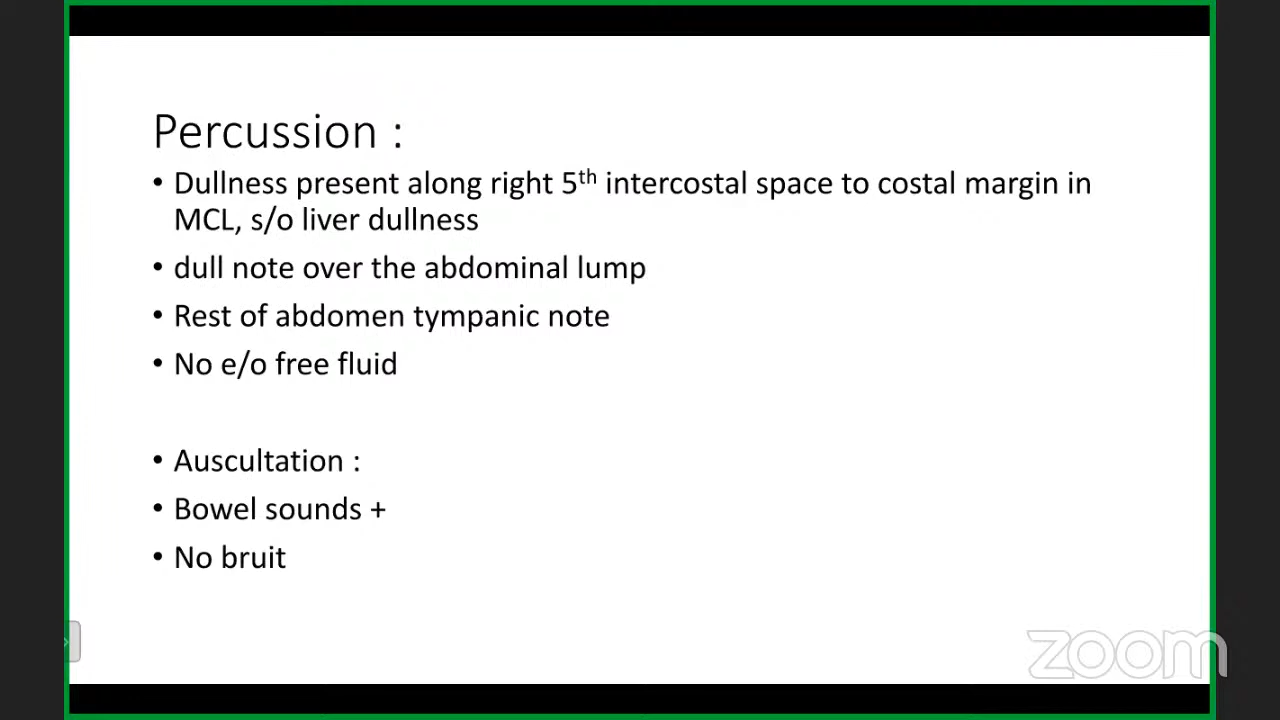 Percussion :
• Dullness present along right 5th intercostal space to costal margin in
MCL, s/o liver dullness
• dull note over the abdominal lump
• Rest of abdomen tympanic note
• No e/o free fluid
• Auscultation :
• Bowel sounds +
• No bruit
zoom